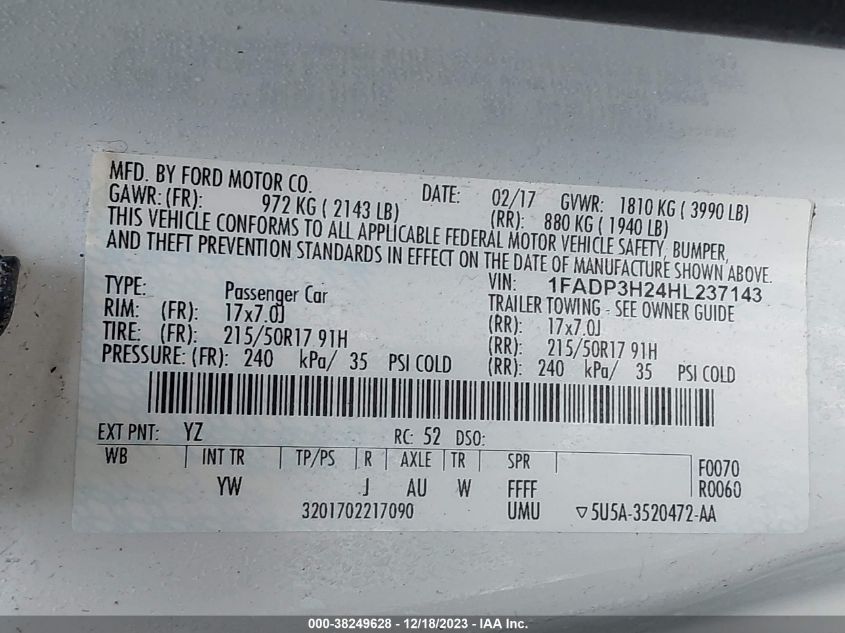 MFD. BY FORD MOTOR CO. DATE: 02/17 GVWR: 1810 KG ( 3990 LB)
GAWR: (FR): 972 KG ( 2143 LB) (RR): 880 KG ( 1940 LB)
THIS VEHICLE CONFORMS TO ALL APPLICABLE FEDERAL MOTOR VEHICLE SAFETY, BUMPER,
AND THEFT PREVENTION STANDARDS IN EFFECT ON THE DATE OF MANUFACTURE SHOWN ABOVE.
VIN: 1FADP3H24HL237143
TYPE: Passenger Car TRAILER TOWING - SEE OWNER GUIDE
RIM: (FR): 17x7.0J (RR): 17x7.0J
TIRE: (FR): 215/50R17 91H (RR): 215/50R17 91H
PRESSURE: (FR): 240 kPa/ 35 PSI COLD (RR): 240 kPa/ 35 PSI COLD
EXT PNT: YZ RC: 52 DSO:
WB INT TR TP/PS R AXLE TR SPR F0070
YW J AU W FFFF R0060
3201702217090 UMU ▽5U5A-3520472-AA
000-38249628 - 12/18/2023 - IAA Inc.